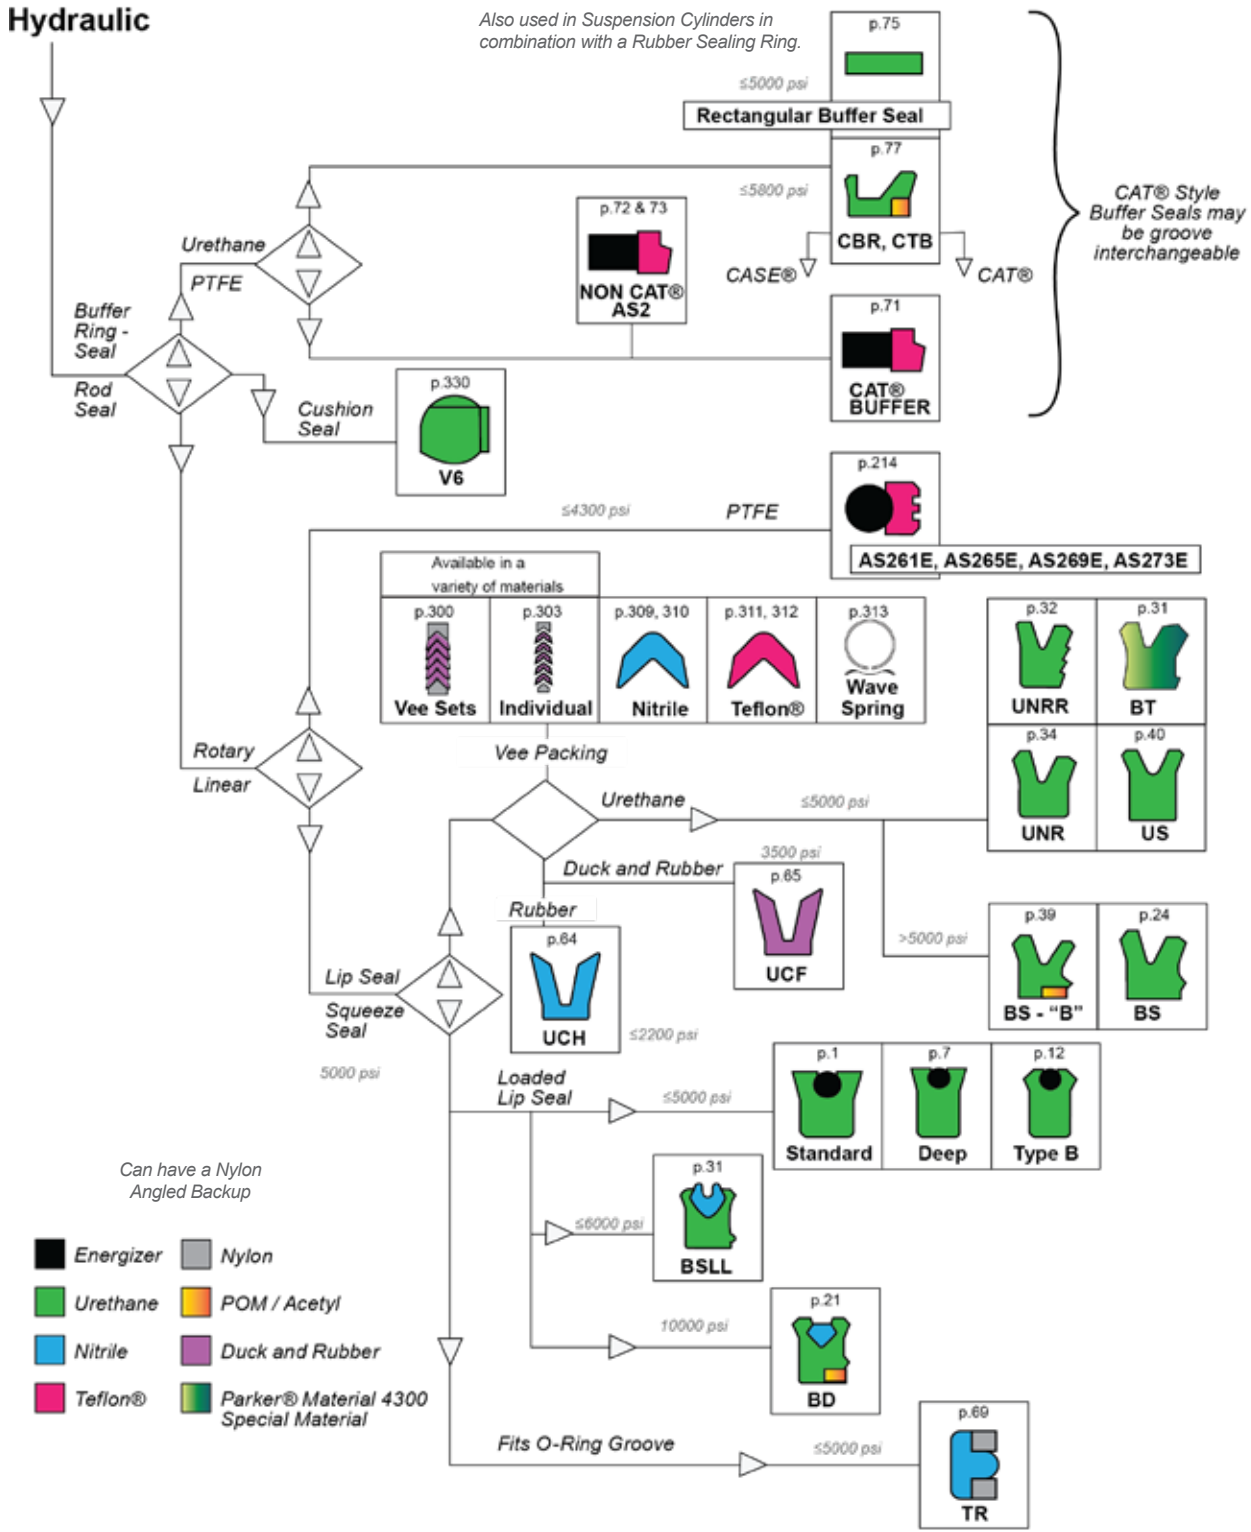 Hydraulic
Also used in Suspension Cylinders in
combination with a Rubber Sealing Ring.
p.75
≤5000 psi
Rectangular Buffer Seal
p.77
≤5800 psi
CBR, CTB
CASE®
CAT®
CAT® Style
Buffer Seals may
be groove
interchangeable
p.72 & 73
NON CAT®
AS2
Urethane
PTFE
p.71
CAT®
BUFFER
Buffer
Ring -
Seal
Rod
Seal
Cushion
Seal
p.330
V6
≤4300 psi
PTFE
p.214
AS261E, AS265E, AS269E, AS273E
Available in a
variety of materials
p.300
Vee Sets
p.303
Individual
p.309, 310
Nitrile
p.311, 312
Teflon®
p.313
Wave
Spring
p.32
UNRR
p.31
BT
p.34
UNR
p.40
US
Rotary
Linear
Vee Packing
Urethane
≤5000 psi
Duck and Rubber
3500 psi
p.65
UCF
Rubber
p.64
UCH
≤2200 psi
>5000 psi
p.39
BS - “B”
p.24
BS
Lip Seal
Squeeze
Seal
5000 psi
Loaded
Lip Seal
≤5000 psi
p.1
Standard
p.7
Deep
p.12
Type B
p.31
≤6000 psi
BSLL
p.21
10000 psi
BD
Fits O-Ring Groove
≤5000 psi
p.69
TR
Can have a Nylon
Angled Backup
Energizer
Nylon
Urethane
POM / Acetyl
Nitrile
Duck and Rubber
Teflon®
Parker® Material 4300
Special Material